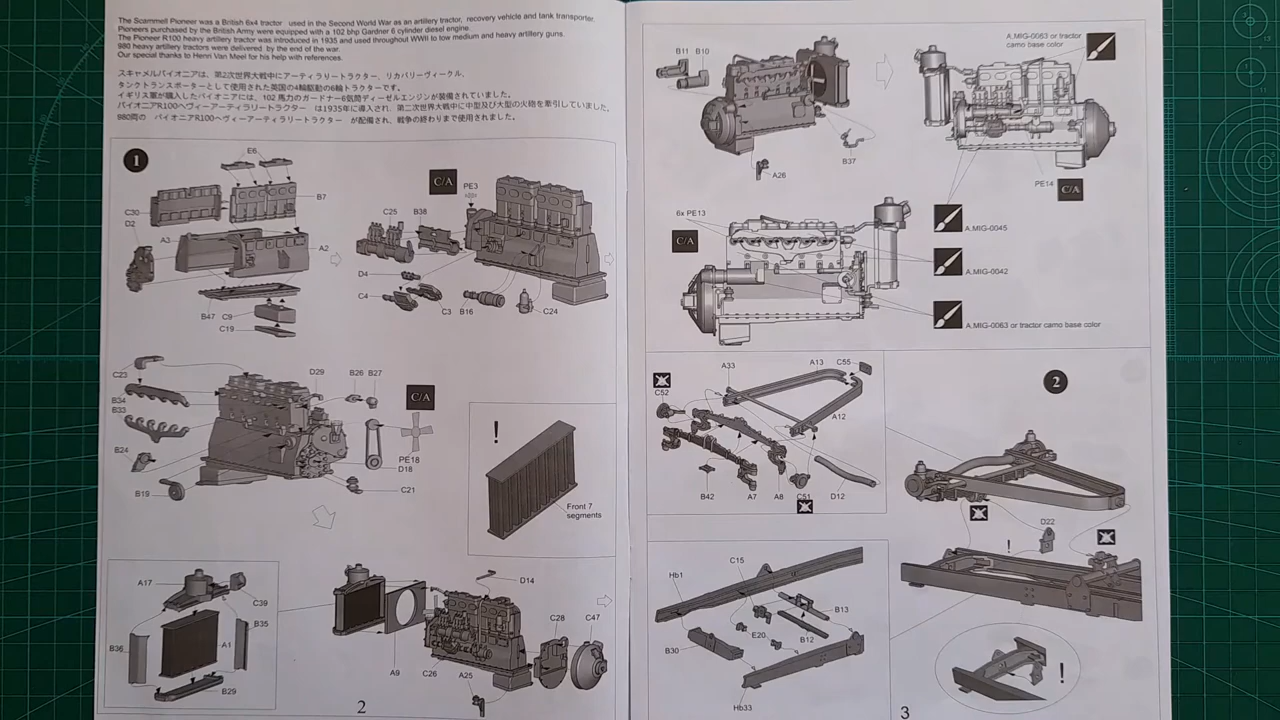 The Scammell Pioneer was a British 6x4 tractor used in the Second World War as an artillery tractor, recovery vehicle and tank transporter.
Pioneers purchased by the British Army were equipped with a 102 bhp Gardner 6 cylinder diesel engine.
The Pioneer R100 heavy artillery tractor was introduced in 1935 and used throughout WWII to tow medium and heavy artillery guns.
980 heavy artillery tractors were delivered by the end of the war.
Our special thanks to Henri Van Meel for his help with references.
スキャメルパイオニアは、第2次世界大戦中にアーティラリートラクター、リカバリーヴィークル、
タンクトランスポーターとして使用された英国の4輪駆動の6輪トラクターです。
イギリス軍が購入したパイオニアには、102馬力のガードナー6気筒ディーゼルエンジンが装備されていました。
パイオニアR100ヘヴィーアーティラリートラクター は1935年に導入され、第二次世界大戦中に中型及び大型の火砲を牽引していました。
980両の パイオニアR100ヘヴィーアーティラリートラクター が配備され、戦争の終わりまで使用されました。
1
E6
C30
B7
D2
A3
A2
B47
C9
C19
C/A
PE3
C25
B38
D4
C4
C3
B16
C24
C23
B34
B33
B24
B19
D29
B26
B27
C/A
PE18
D18
C21
!
Front 7
segments
A17
C39
B35
B36
A1
B29
D14
A9
C26
A25
C28
C47
2
B11
B10
B37
A26
A.MIG-0063 or tractor
camo base color
PE14
C/A
6x PE13
C/A
A.MIG-0045
A.MIG-0042
A.MIG-0063 or tractor camo base color
C52
A33
A13
C55
A12
B42
A7
A8
C51
D12
2
D22
!
Hb1
C15
B13
B12
E20
B30
Hb33
!
3